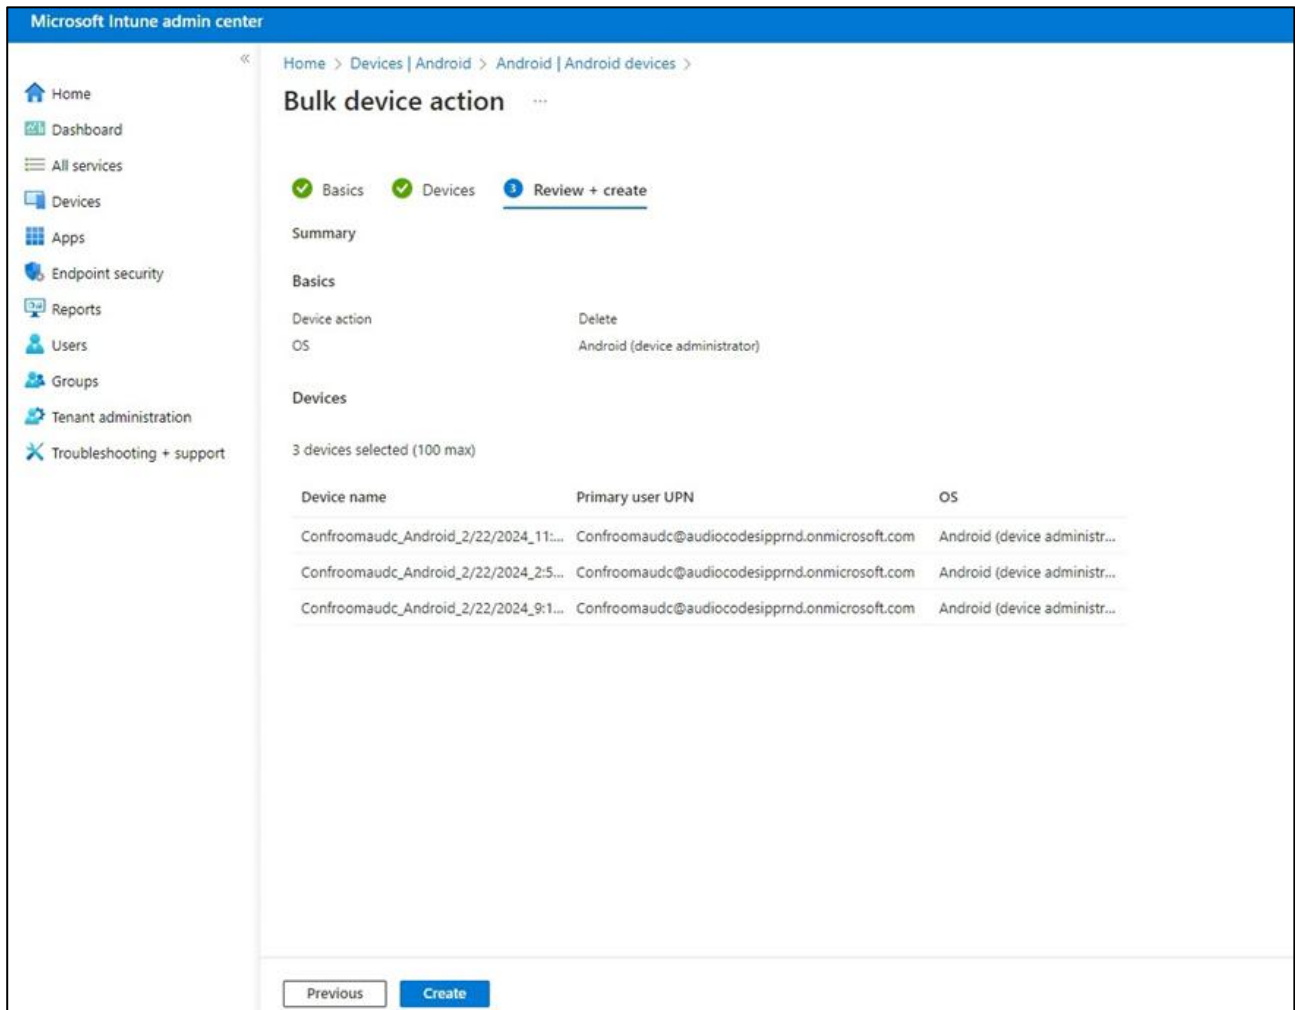 Microsoft Intune admin center
«
Home > Devices | Android > Android | Android devices >
Bulk device action ...
Home
Dashboard
All services
Devices
Apps
Endpoint security
Reports
Users
Groups
Tenant administration
Troubleshooting + support
Basics Devices 3 Review + create
Summary
Basics
Device action Delete
OS Android (device administrator)
Devices
3 devices selected (100 max)
Device name Primary user UPN OS
Confroomaudc_Android_2/22/2024_11:... Confroomaudc@audiocodesipprnd.onmicrosoft.com Android (device administr...
Confroomaudc_Android_2/22/2024_2:5... Confroomaudc@audiocodesipprnd.onmicrosoft.com Android (device administr...
Confroomaudc_Android_2/22/2024_9:1... Confroomaudc@audiocodesipprnd.onmicrosoft.com Android (device administr...
Previous Create